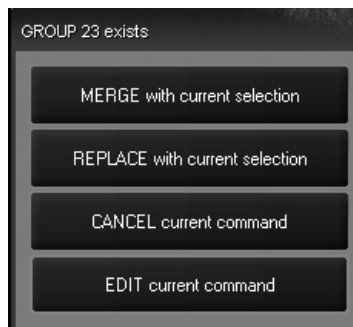 GROUP 23 exists
MERGE with current selection
REPLACE with current selection
CANCEL current command
EDIT current command